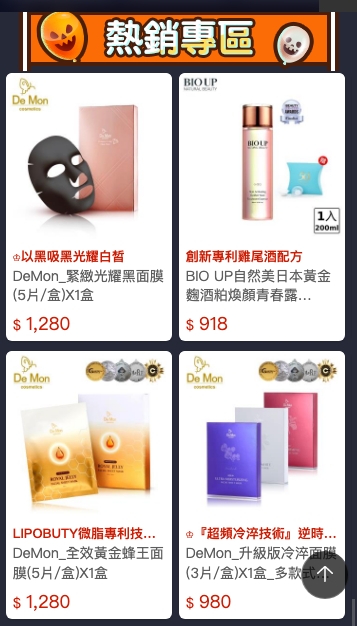 熱銷專區
De Mon
cosmetics
♔以黑吸黑光耀白皙
DeMon_緊緻光耀黑面膜
(5片/盒)X1盒
$ 1,280
BIO UP
NATURAL BEAUTY
BIO UP
1入
200ml
創新專利雞尾酒配方
BIO UP自然美日本黃金
麴酒粕煥顏青春露...
$ 918
De Mon
cosmetics
ROYAL JELLY
ROYAL JELLY
LIPOBUTY微脂專利技...
DeMon_全效黃金蜂王面
膜(5片/盒)X1盒
$ 1,280
De Mon
cosmetics
♔『超頻冷淬技術』逆時...
DeMon_升級版冷淬面膜
(3片/盒)X1盒_多款式...
$ 980